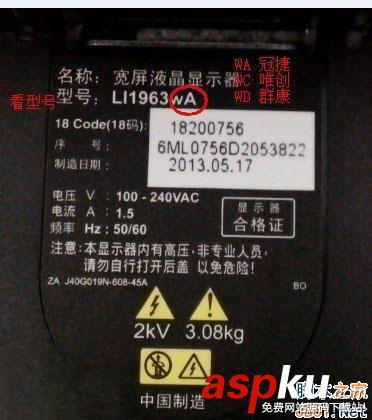 名称: 宽屏液晶显示器
WA 冠捷
WC 唯创
WD 群康
看型号
型号: LI1963wA
18 Code(18码): 18200756
序 号: 6ML0756D2053822
制造日期: 2013.05.17
电压 V: 100-240VAC
电流 A: 1.5
频率 Hz: 50/60
显示器
合格证
注意: 本显示器内有高压, 非专业人员,
请勿自行打开后盖 以免危险!
ZA J40G019N-608-45A
BO
2kV 3.08kg
中国制造
aspku.com
免费网站源码下载站!